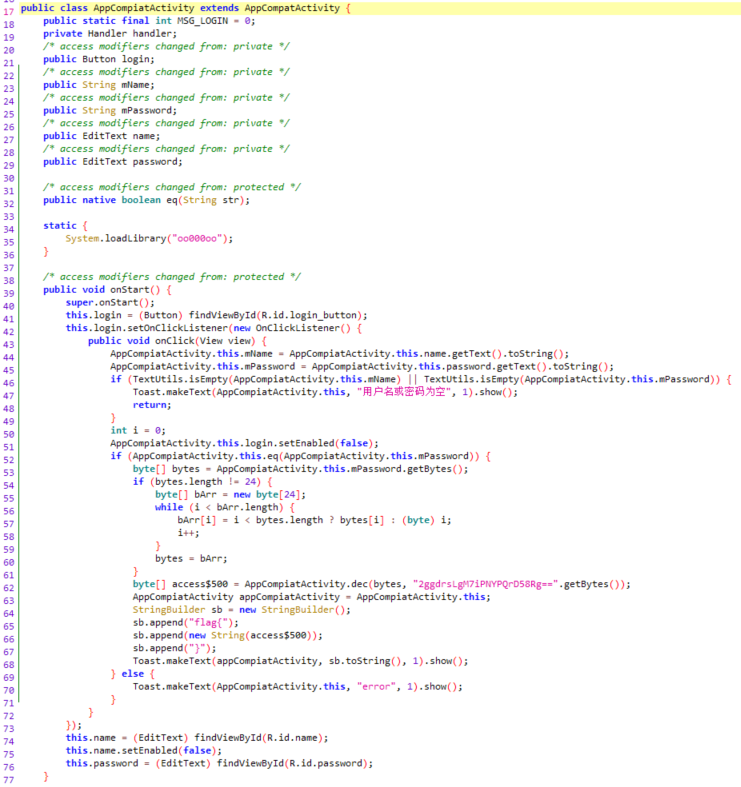 17 public class AppCompiatActivity extends AppCompatActivity {
18     public static final int MSG_LOGIN = 0;
19     private Handler handler;
20     /* access modifiers changed from: private */
21     public Button login;
22     /* access modifiers changed from: private */
23     public String mName;
24     /* access modifiers changed from: private */
25     public String mPassword;
26     /* access modifiers changed from: private */
27     public EditText name;
28     /* access modifiers changed from: private */
29     public EditText password;
30
31     /* access modifiers changed from: protected */
32     public native boolean eq(String str);
33
34     static {
35         System.loadLibrary("oo000oo");
36     }
37
38     /* access modifiers changed from: protected */
39     public void onStart() {
40         super.onStart();
41         this.login = (Button) findViewById(R.id.login_button);
42         this.login.setOnClickListener(new OnClickListener() {
43             public void onClick(View view) {
44                 AppCompiatActivity.this.mName = AppCompiatActivity.this.name.getText().toString();
45                 AppCompiatActivity.this.mPassword = AppCompiatActivity.this.password.getText().toString();
46                 if (TextUtils.isEmpty(AppCompiatActivity.this.mName) || TextUtils.isEmpty(AppCompiatActivity.this.mPassword)) {
47                     Toast.makeText(AppCompiatActivity.this, "用户名或密码为空", 1).show();
48                     return;
49                 }
50                 int i = 0;
51                 AppCompiatActivity.this.login.setEnabled(false);
52                 if (AppCompiatActivity.this.eq(AppCompiatActivity.this.mPassword)) {
53                     byte[] bytes = AppCompiatActivity.this.mPassword.getBytes();
54                     if (bytes.length != 24) {
55                         byte[] bArr = new byte[24];
56                         while (i < bArr.length) {
57                             bArr[i] = i < bytes.length ? bytes[i] : (byte) i;
58                             i++;
59                         }
60                         bytes = bArr;
61                     }
62                     byte[] access$500 = AppCompiatActivity.dec(bytes, "2ggdrsLgM7iPNYPQrD58Rg==".getBytes());
63                     AppCompiatActivity appCompiatActivity = AppCompiatActivity.this;
64                     StringBuilder sb = new StringBuilder();
65                     sb.append("flag{");
66                     sb.append(new String(access$500));
67                     sb.append("}");
68                     Toast.makeText(appCompiatActivity, sb.toString(), 1).show();
69                 } else {
70                     Toast.makeText(AppCompiatActivity.this, "error", 1).show();
71                 }
72             }
73         });
74         this.name = (EditText) findViewById(R.id.name);
75         this.name.setEnabled(false);
76         this.password = (EditText) findViewById(R.id.password);
77     }